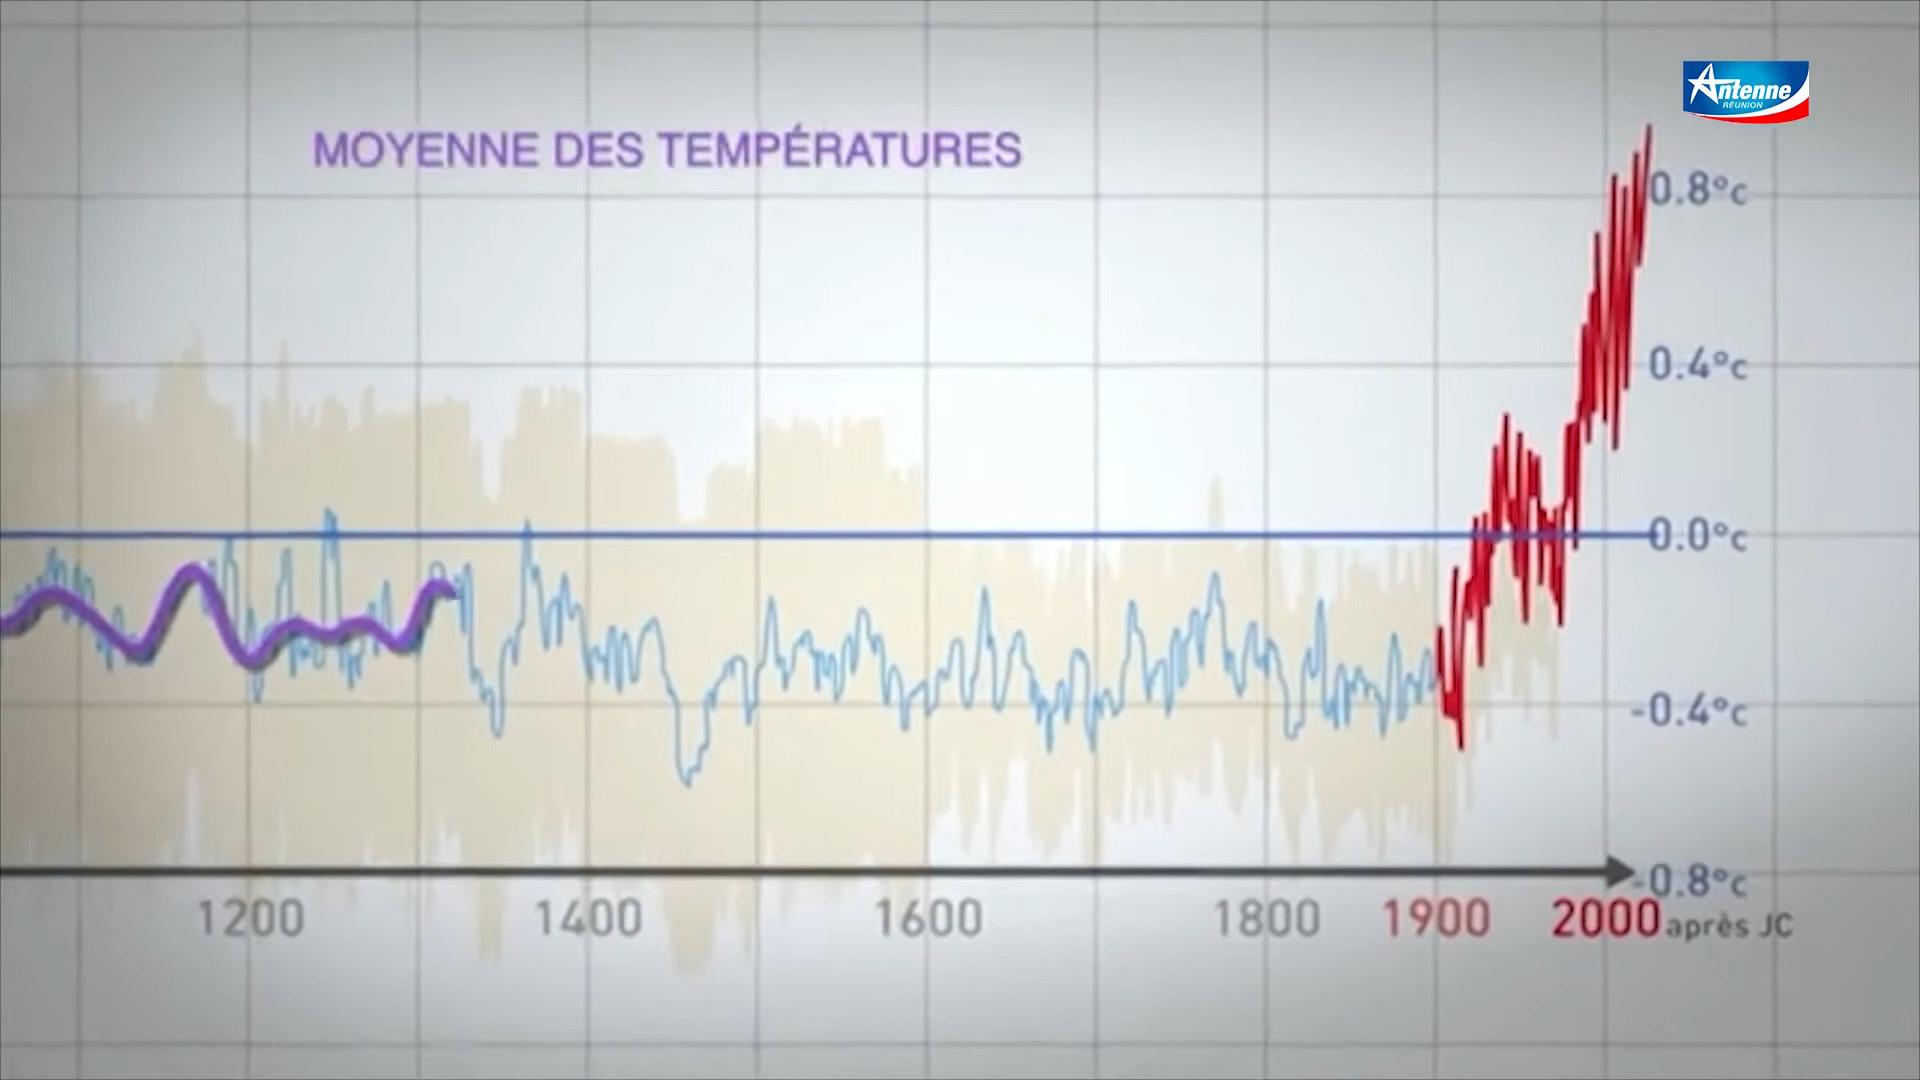 Antenne
RÉUNION
MOYENNE DES TEMPÉRATURES
0.8°c
0.4°c
0.0°c
-0.4°c
-0.8°c
1200 1400 1600 1800 1900 2000 après JC